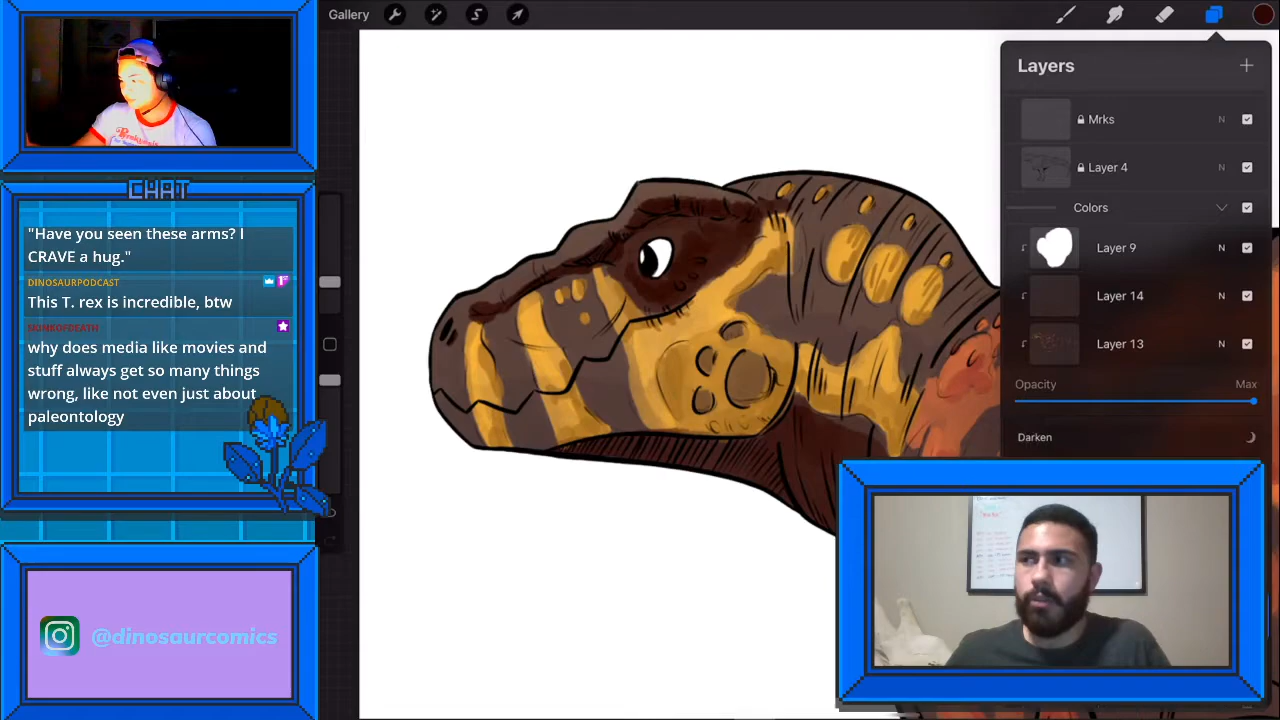 Gallery
Layers
Mrks N
Layer 4 N
Colors
Layer 9 N
Layer 14 N
Layer 13 N
Opacity Max
Darken
CHAT
"Have you seen these arms? I
CRAVE a hug."
DINOSAURPODCAST
This T. rex is incredible, btw
why does media like movies and
stuff always get so many things
wrong, like not even just about
paleontology
@dinosaurcomics